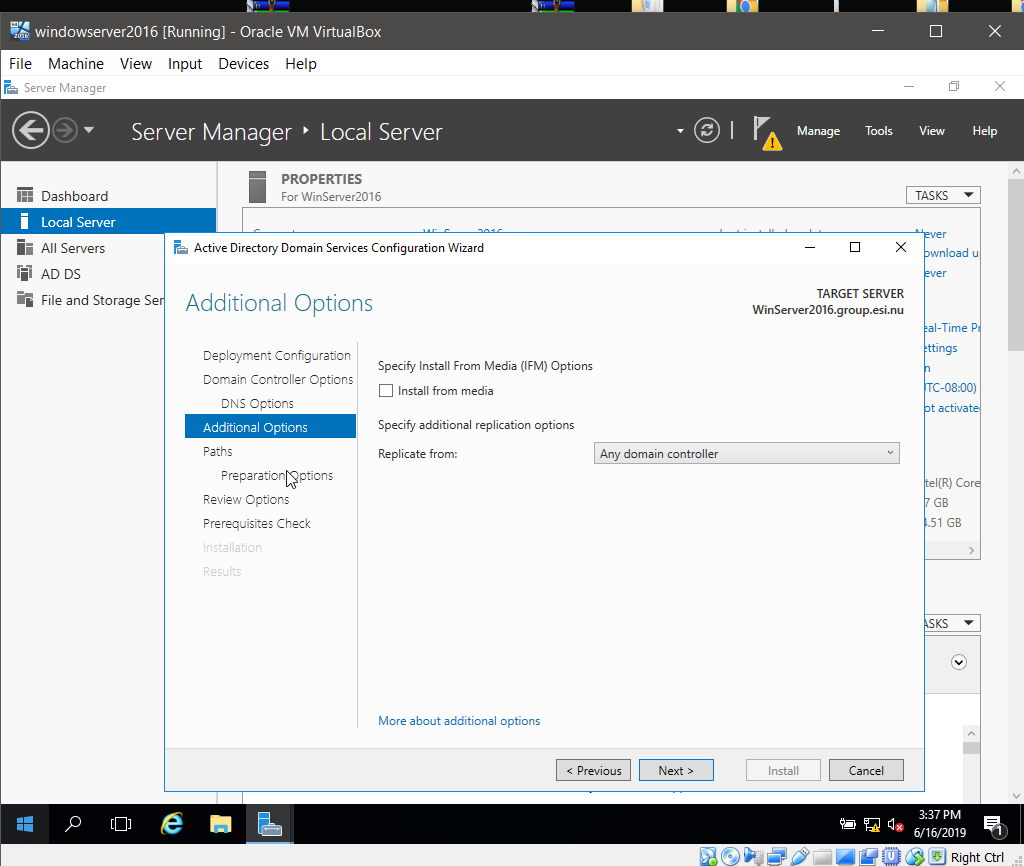 windowserver2016 [Running] - Oracle VM VirtualBox
File Machine View Input Devices Help
Server Manager
Server Manager Local Server
Manage Tools View Help
Dashboard
Local Server
All Servers
AD DS
File and Storage Ser
PROPERTIES
For WinServer2016
TASKS
Never
ownload u
ever
eal-Time Pr
ettings
n
UTC-08:00)
ot activate
ntel(R) Core
7 GB
4.51 GB
ASKS
Active Directory Domain Services Configuration Wizard
Additional Options
TARGET SERVER
WinServer2016.group.esi.nu
Deployment Configuration
Domain Controller Options
DNS Options
Additional Options
Paths
Preparation Options
Review Options
Prerequisites Check
Installation
Results
Specify Install From Media (IFM) Options
Install from media
Specify additional replication options
Replicate from: Any domain controller
More about additional options
< Previous Next > Install Cancel
3:37 PM
6/16/2019
1
Right Ctrl